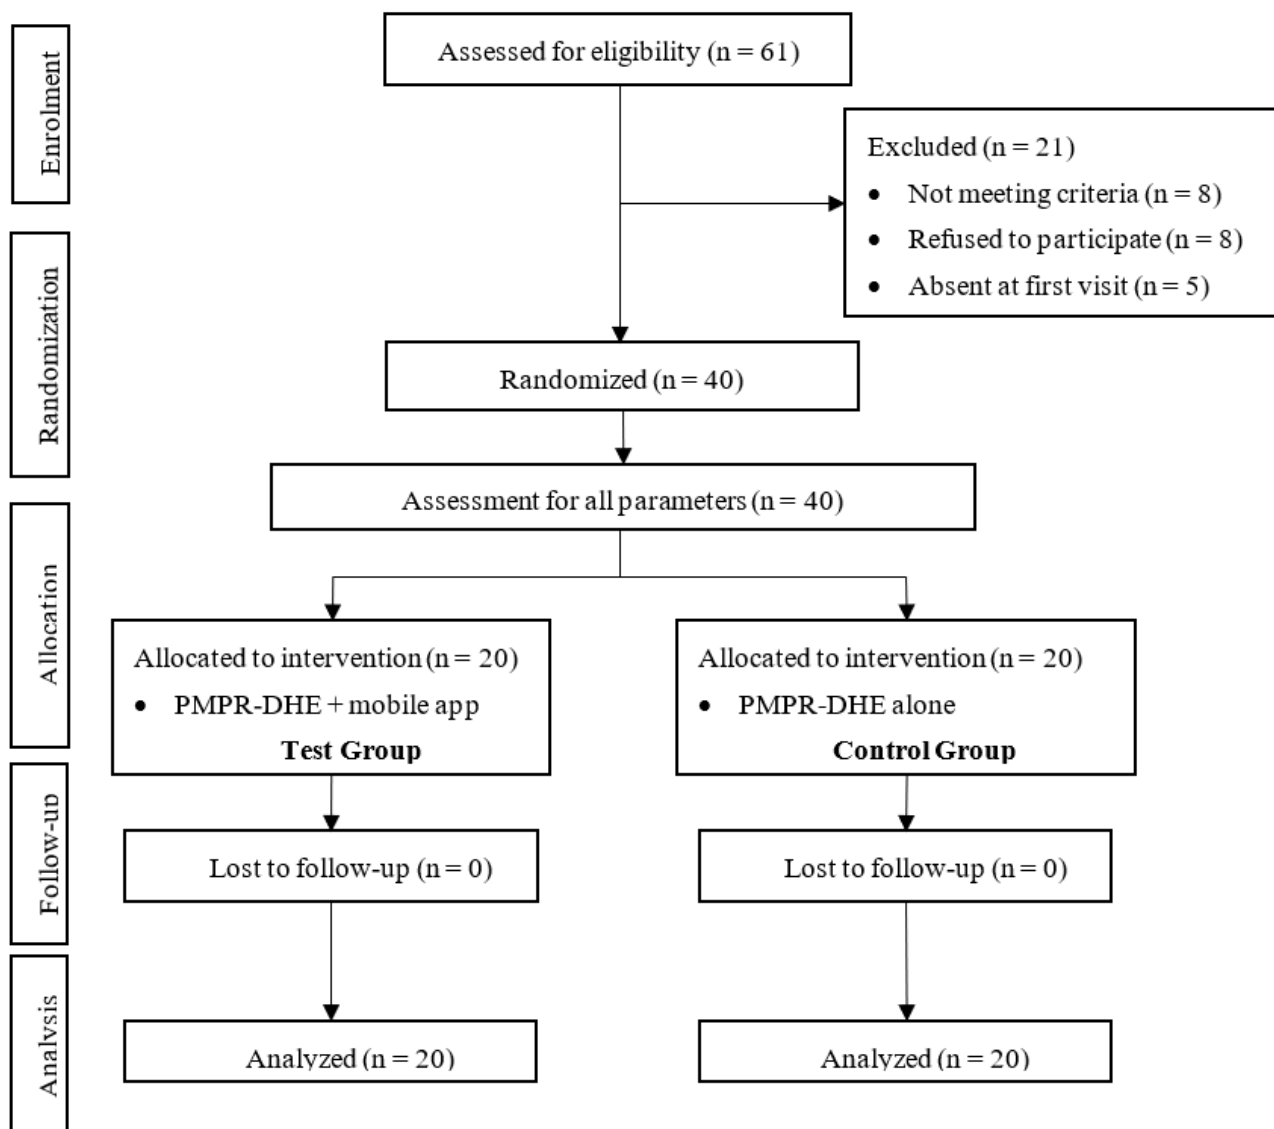 Enrolment
Assessed for eligibility (n = 61)
Excluded (n = 21)
• Not meeting criteria (n = 8)
• Refused to participate (n = 8)
• Absent at first visit (n = 5)
Randomization
Randomized (n = 40)
Assessment for all parameters (n = 40)
Allocation
Allocated to intervention (n = 20)
• PMPR-DHE + mobile app
Test Group
Allocated to intervention (n = 20)
• PMPR-DHE alone
Control Group
Follow-up
Lost to follow-up (n = 0)
Lost to follow-up (n = 0)
Analysis
Analyzed (n = 20)
Analyzed (n = 20)